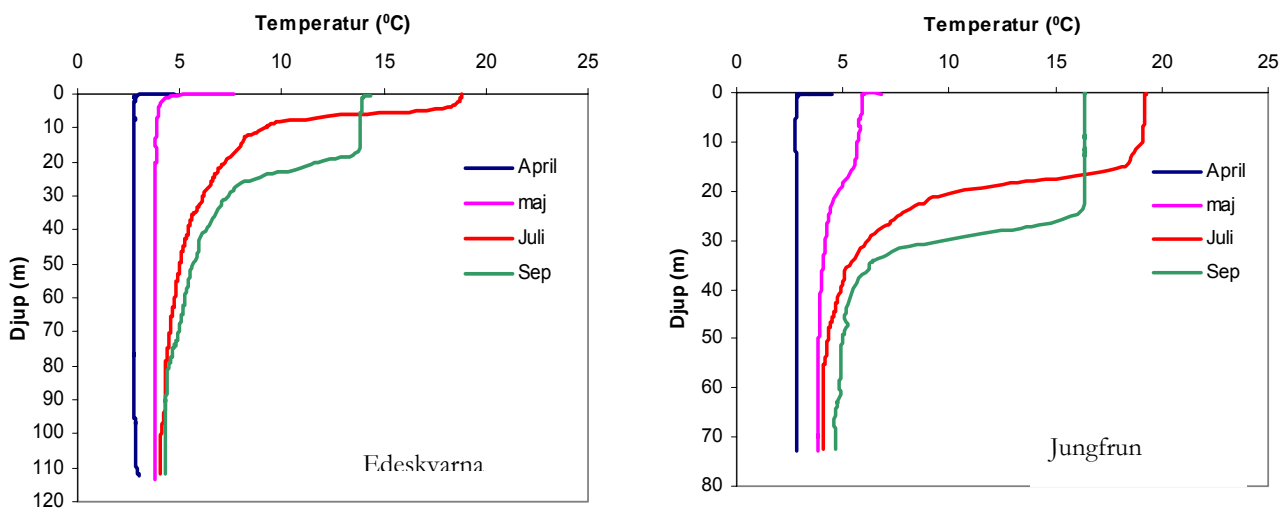 Temperatur (⁰C)
0 5 10 15 20 25
0
10
20
30
40
50
60
70
80
90
100
110
120
Djup (m)
April
maj
Juli
Sep
Edeskvarna
Temperatur (⁰C)
0 5 10 15 20 25
0
10
20
30
40
50
60
70
80
Djup (m)
April
maj
Juli
Sep
Jungfrun